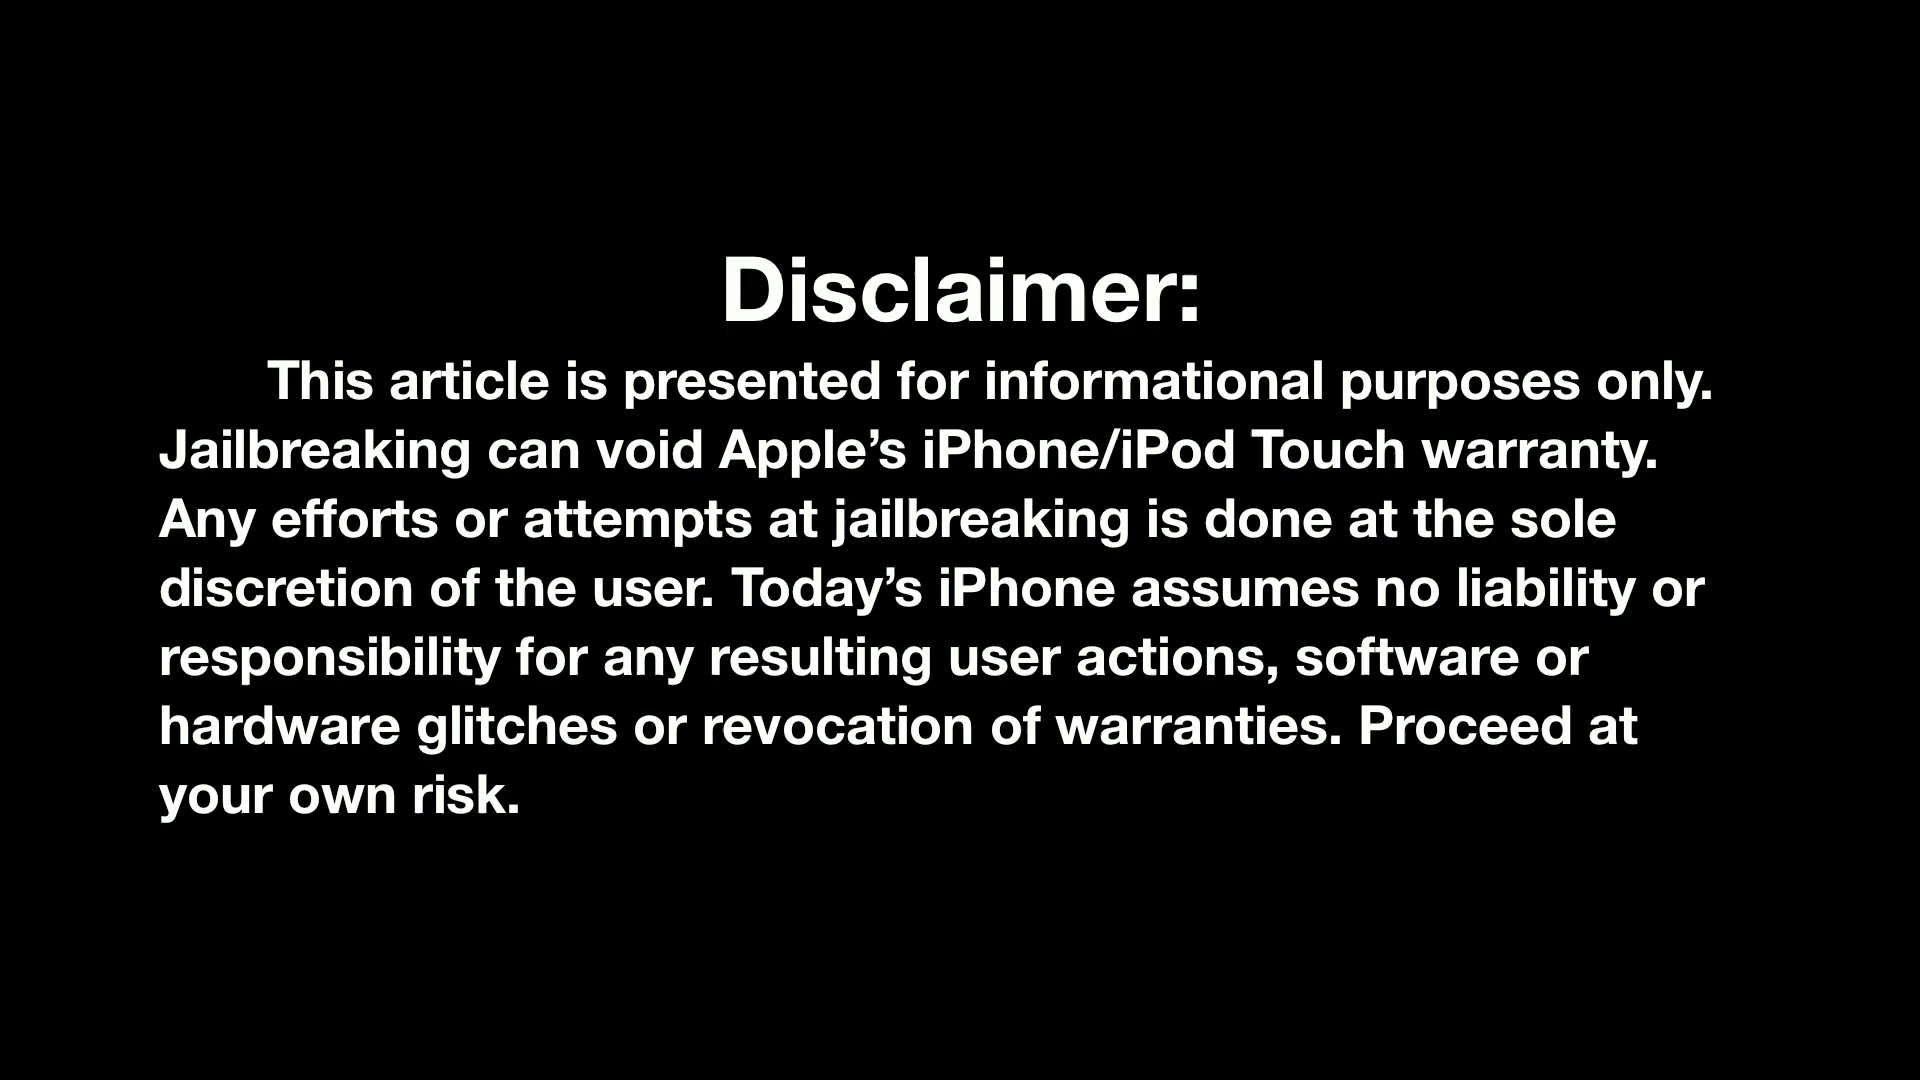 Disclaimer:
This article is presented for informational purposes only.
Jailbreaking can void Apple’s iPhone/iPod Touch warranty.
Any efforts or attempts at jailbreaking is done at the sole
discretion of the user. Today’s iPhone assumes no liability or
responsibility for any resulting user actions, software or
hardware glitches or revocation of warranties. Proceed at
your own risk.